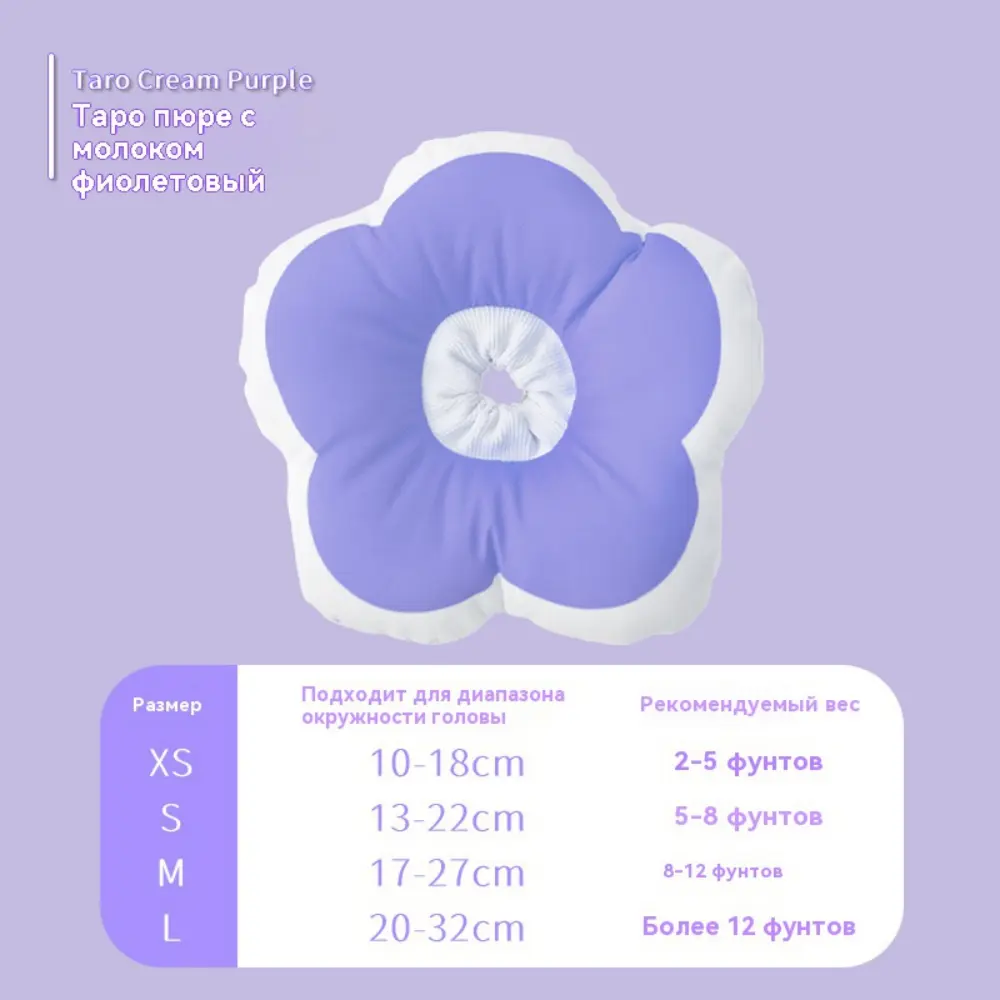 Taro Cream Purple
Таро пюре с
молоком
фиолетовый
Размер
Подходит для диапазона
окружности головы
Рекомендуемый вес
XS
10-18cm
2-5 фунтов
S
13-22cm
5-8 фунтов
M
17-27cm
8-12 фунтов
L
20-32cm
Более 12 фунтов